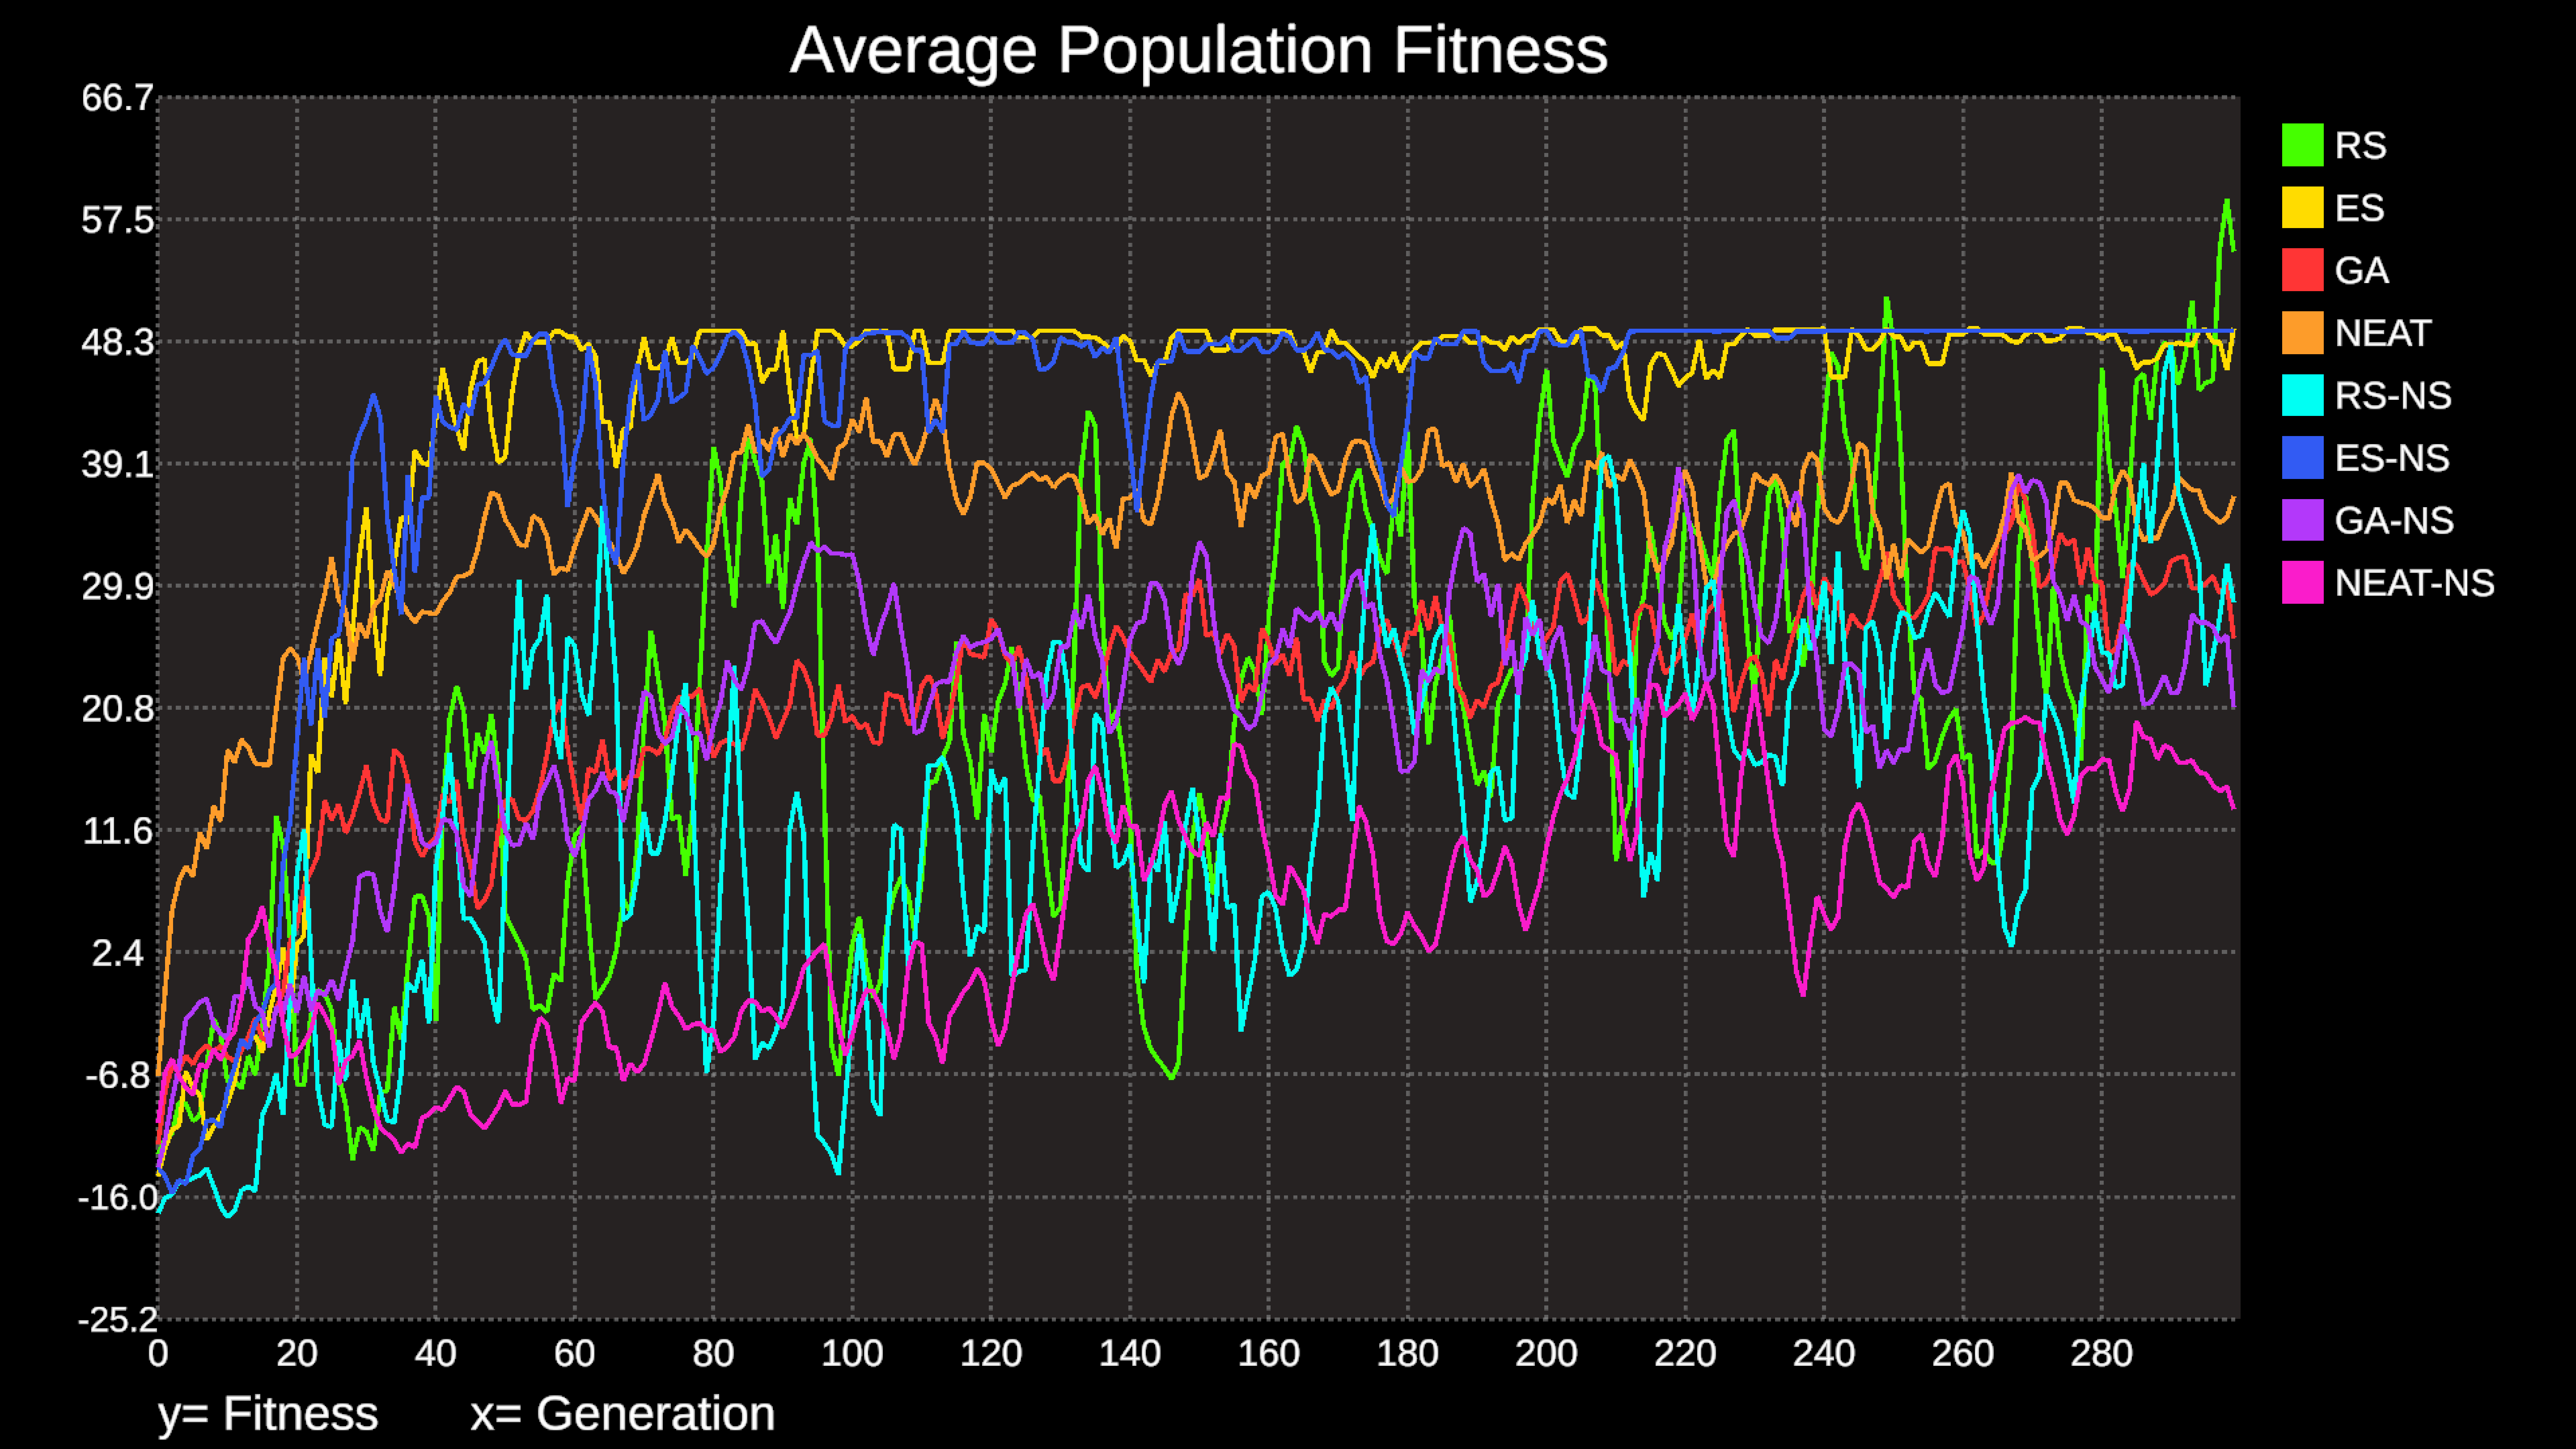 Average Population Fitness
66.7
57.5
48.3
39.1
29.9
20.8
11.6
2.4
-6.8
-16.0
-25.2
0 20 40 60 80 100 120 140 160 180 200 220 240 260 280
y= Fitness x= Generation
RS
ES
GA
NEAT
RS-NS
ES-NS
GA-NS
NEAT-NS